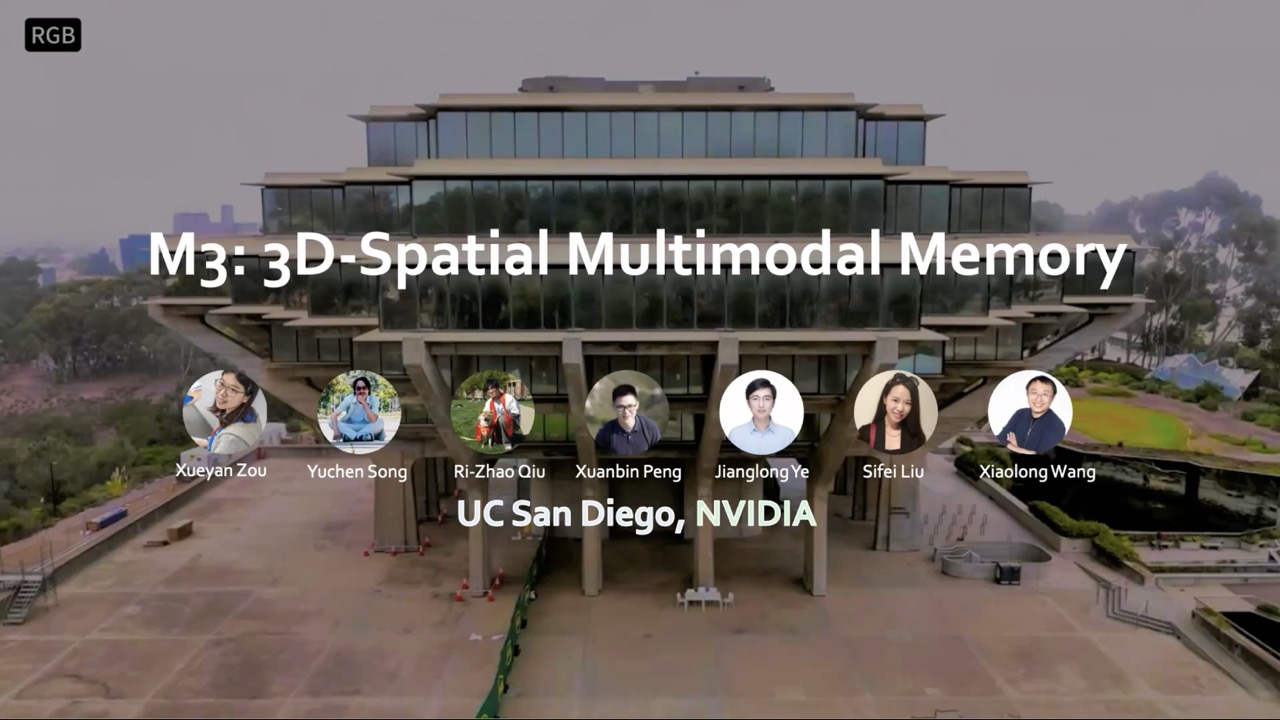 RGB
M3: 3D-Spatial Multimodal Memory
Xueyan Zou
Yuchen Song
Ri-Zhao Qiu
Xuanbin Peng
Jianglong Ye
Sifei Liu
Xiaolong Wang
UC San Diego, NVIDIA